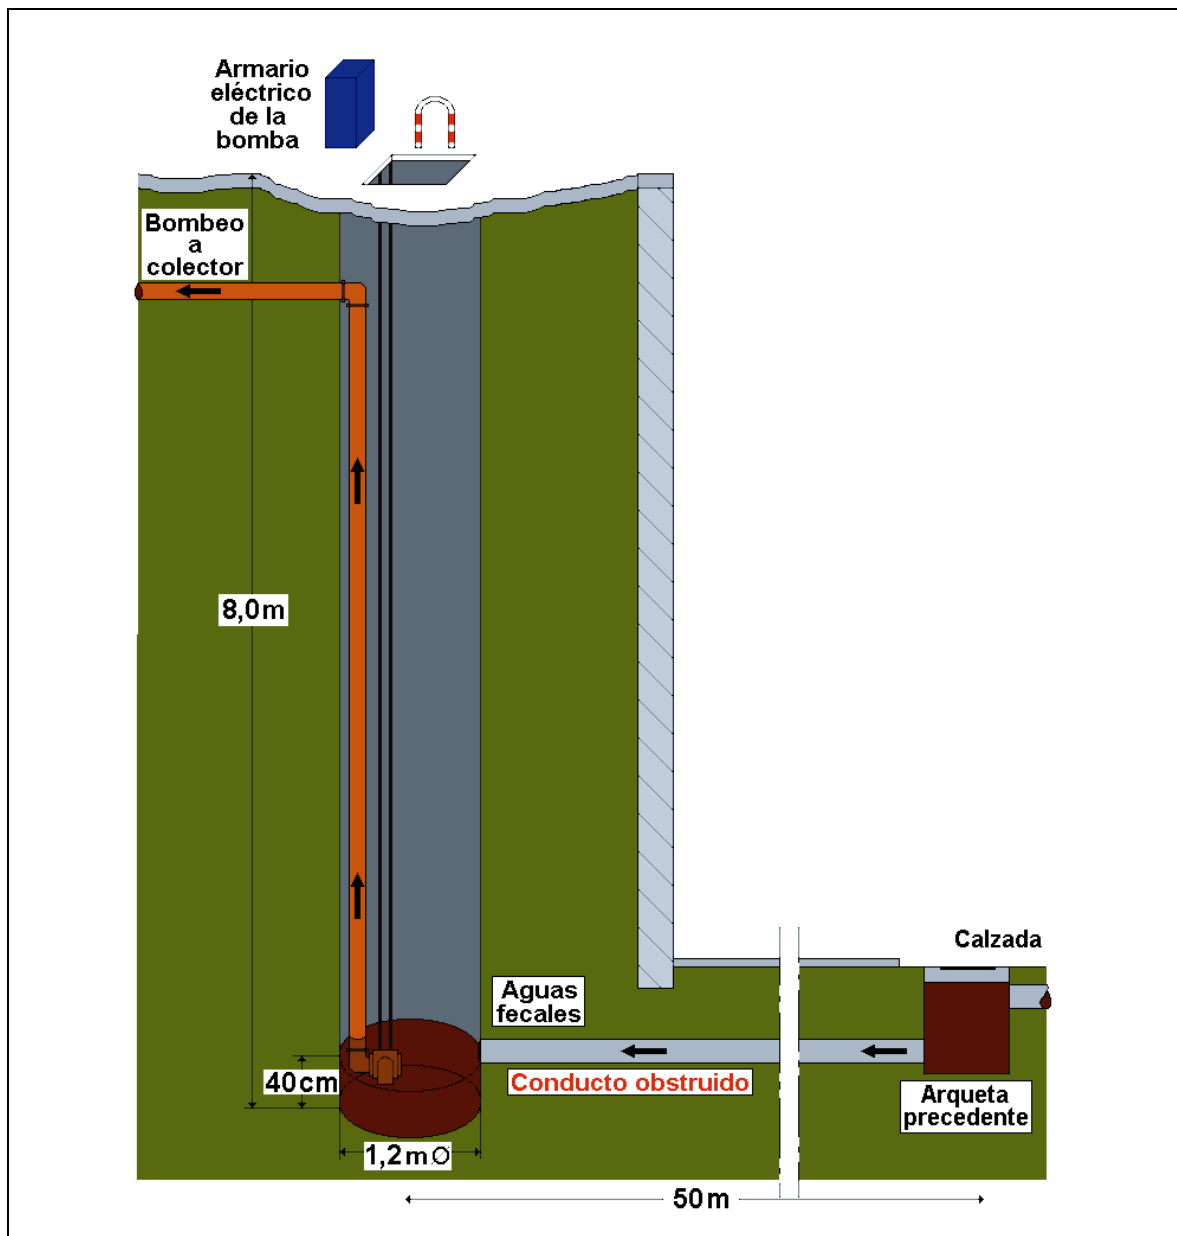 Armario
eléctrico
de la
bomba
Bombeo
a
colector
8,0m
Calzada
Aguas
fecales
40cm
Conducto obstruido
Arqueta
precedente
1,2m Ø
50m